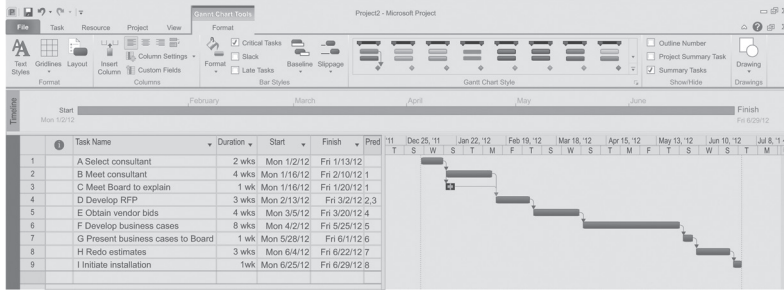 Gantt Chart Tools
Project2 - Microsoft Project
File Task Resource Project View Format
Text Styles
Gridlines
Layout
Format
Insert Column
Column Settings
Custom Fields
Columns
Format
Critical Tasks
Slack
Late Tasks
Baseline
Slippage
Bar Styles
Gantt Chart Style
Outline Number
Project Summary Task
Summary Tasks
Show/Hide
Drawing
Drawings
Timeline
February March April May June
Start
Mon 1/2/12
Finish
Fri 6/29/12
Task Name Duration Start Finish Pred
'11 Dec 25, '11 Jan 22, '12 Feb 19, '12 Mar 18, '12 Apr 15, '12 May 13, '12 Jun 10, '12 Jul 8, '1
T S W S T M F T S W S T M F T S W S T
1 A Select consultant 2 wks Mon 1/2/12 Fri 1/13/12
2 B Meet consultant 4 wks Mon 1/16/12 Fri 2/10/12 1
3 C Meet Board to explain 1 wk Mon 1/16/12 Fri 1/20/12 1
4 D Develop RFP 3 wks Mon 2/13/12 Fri 3/2/12 2,3
5 E Obtain vendor bids 4 wks Mon 3/5/12 Fri 3/20/12 4
6 F Develop business cases 8 wks Mon 4/2/12 Fri 5/25/12 5
7 G Present business cases to Board 1 wk Mon 5/28/12 Fri 6/1/12 6
8 H Redo estimates 3 wks Mon 6/4/12 Fri 6/22/12 7
9 I Initiate installation 1wk Mon 6/25/12 Fri 6/29/12 8